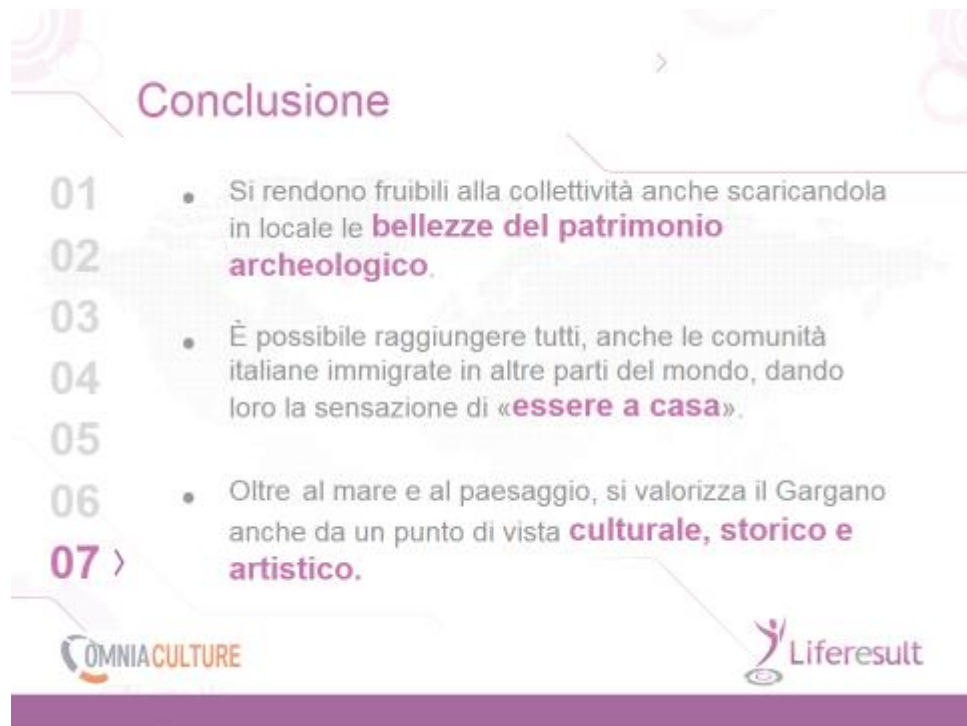 Conclusione
01
02
03
04
05
06
07
• Si rendono fruibili alla collettività anche scaricandola
in locale le bellezze del patrimonio
archeologico.
• È possibile raggiungere tutti, anche le comunità
italiane immigrate in altre parti del mondo, dando
loro la sensazione di «essere a casa».
• Oltre al mare e al paesaggio, si valorizza il Gargano
anche da un punto di vista culturale, storico e
artistico.
OMNIACULTURE
Liferesult